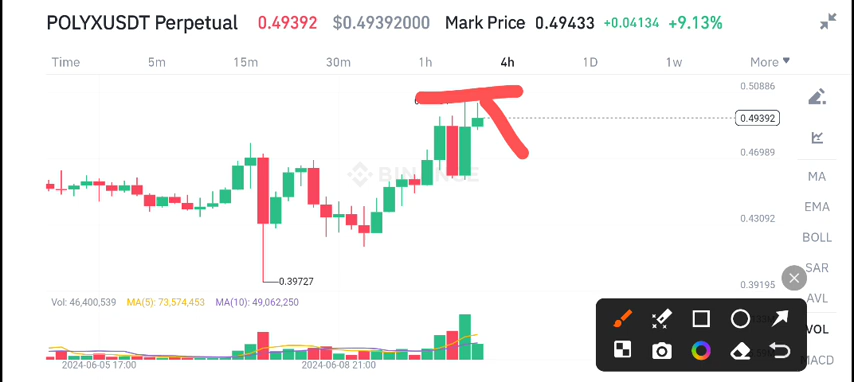 POLYXUSDT Perpetual 0.49392 $0.49392000 Mark Price 0.49433 +0.04134 +9.13%
Time 5m 15m 30m 1h 4h 1D 1w More
0.50886
0.49392
0.46989
BINANCE
MA
EMA
0.43092
BOLL
SAR
0.39727
0.39195
AVL
Vol: 46,400,539 MA(5): 73,574,453 MA(10): 49,062,250
VOL
MACD
2024-06-05 17:00 2024-06-08 21:00